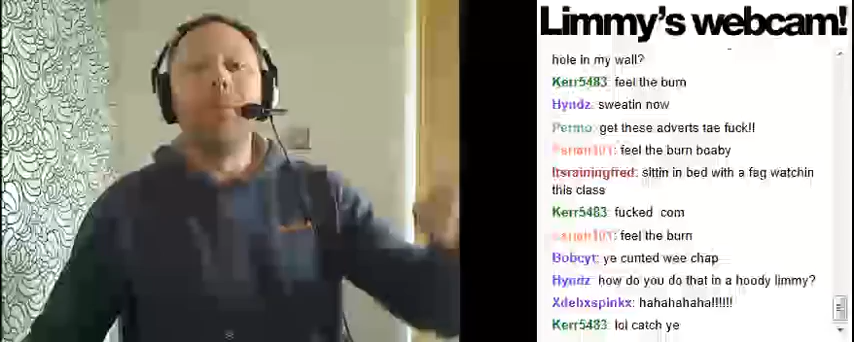 Limmy's webcam!
hole in my wall?
Kerr5483: feel the burn
Hyndz: sweatin now
Permo: get these adverts tae fuck!!
feel the burn boaby
Itsrainingfred: sittin in bed with a fag watchin
this class
Kerr5483: fucked com
feel the burn
Bobcyt: ye cunted wee chap
Hyndz: how do you do that in a hoody limmy?
Xdebxspinkx: hahahahaha!!!!!!
Kerr5483: lol catch ye